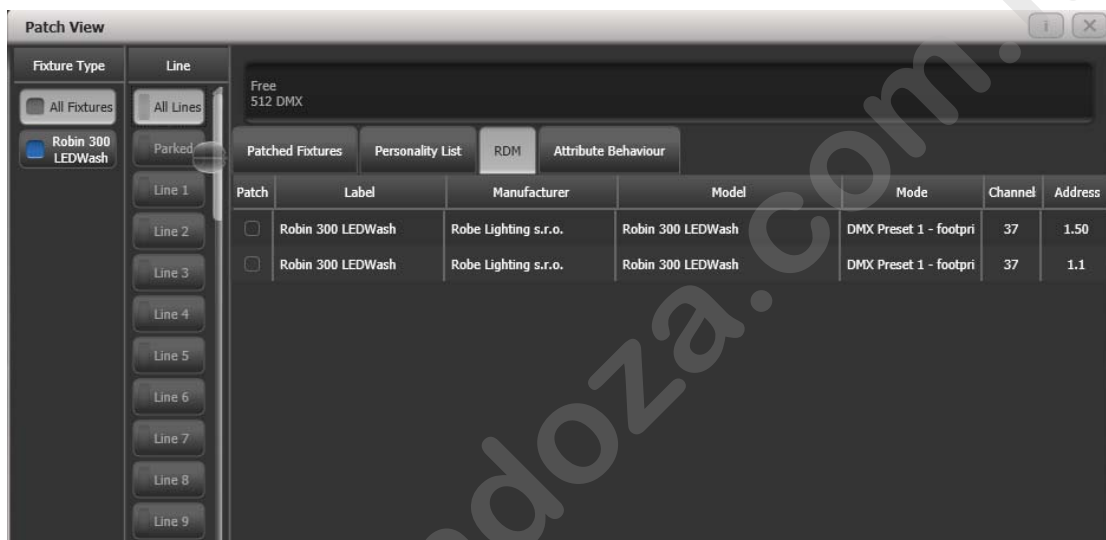 Patch View
i
Fixture Type
All Fixtures
Robin 300
LEDWash
Line
All Lines
Parked
Line 1
Line 2
Line 3
Line 4
Line 5
Line 6
Line 7
Line 8
Line 9
Free
512 DMX
Patched Fixtures Personality List RDM Attribute Behaviour
Patch Label Manufacturer Model Mode Channel Address
Robin 300 LEDWash Robe Lighting s.r.o. Robin 300 LEDWash DMX Preset 1 - footpri 37 1.50
Robin 300 LEDWash Robe Lighting s.r.o. Robin 300 LEDWash DMX Preset 1 - footpri 37 1.1